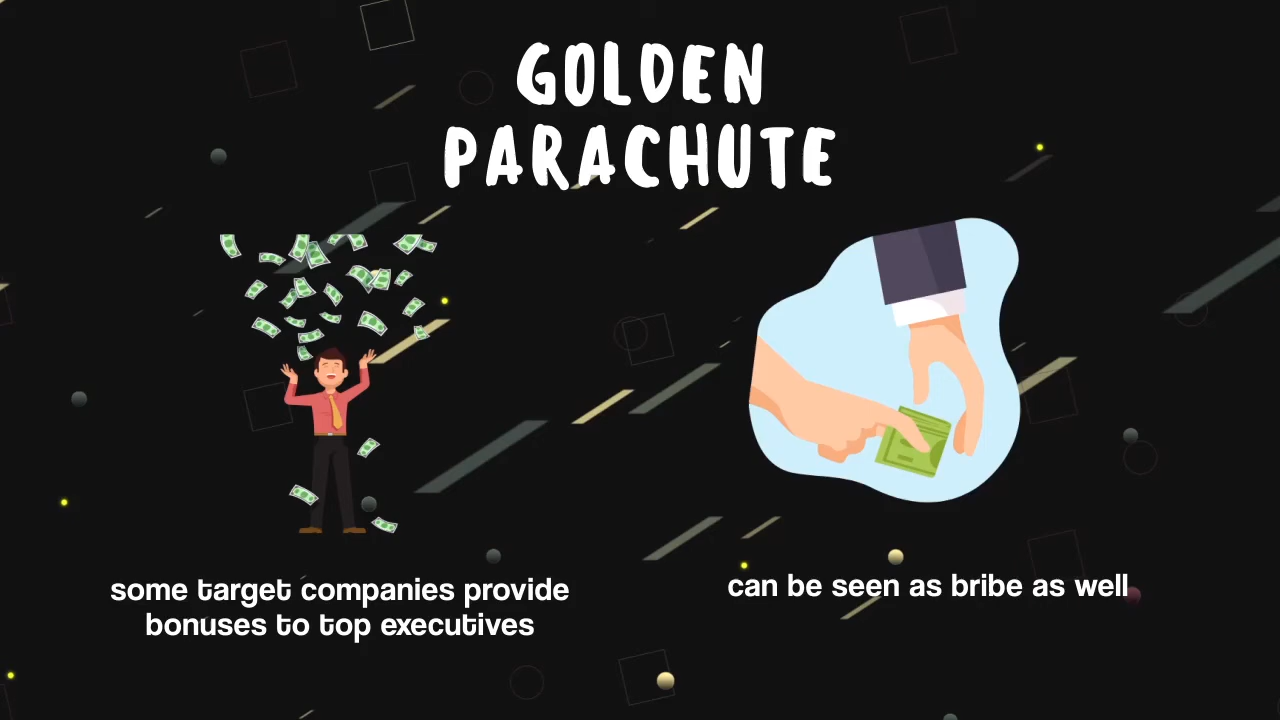 GOLDEN
PARACHUTE
some target companies provide
bonuses to top executives
can be seen as bribe as well